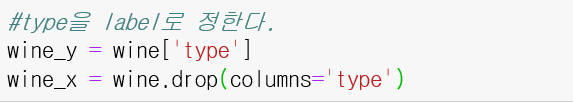 #type을 label로 정한다.
wine_y = wine['type']
wine_x = wine.drop(columns='type')